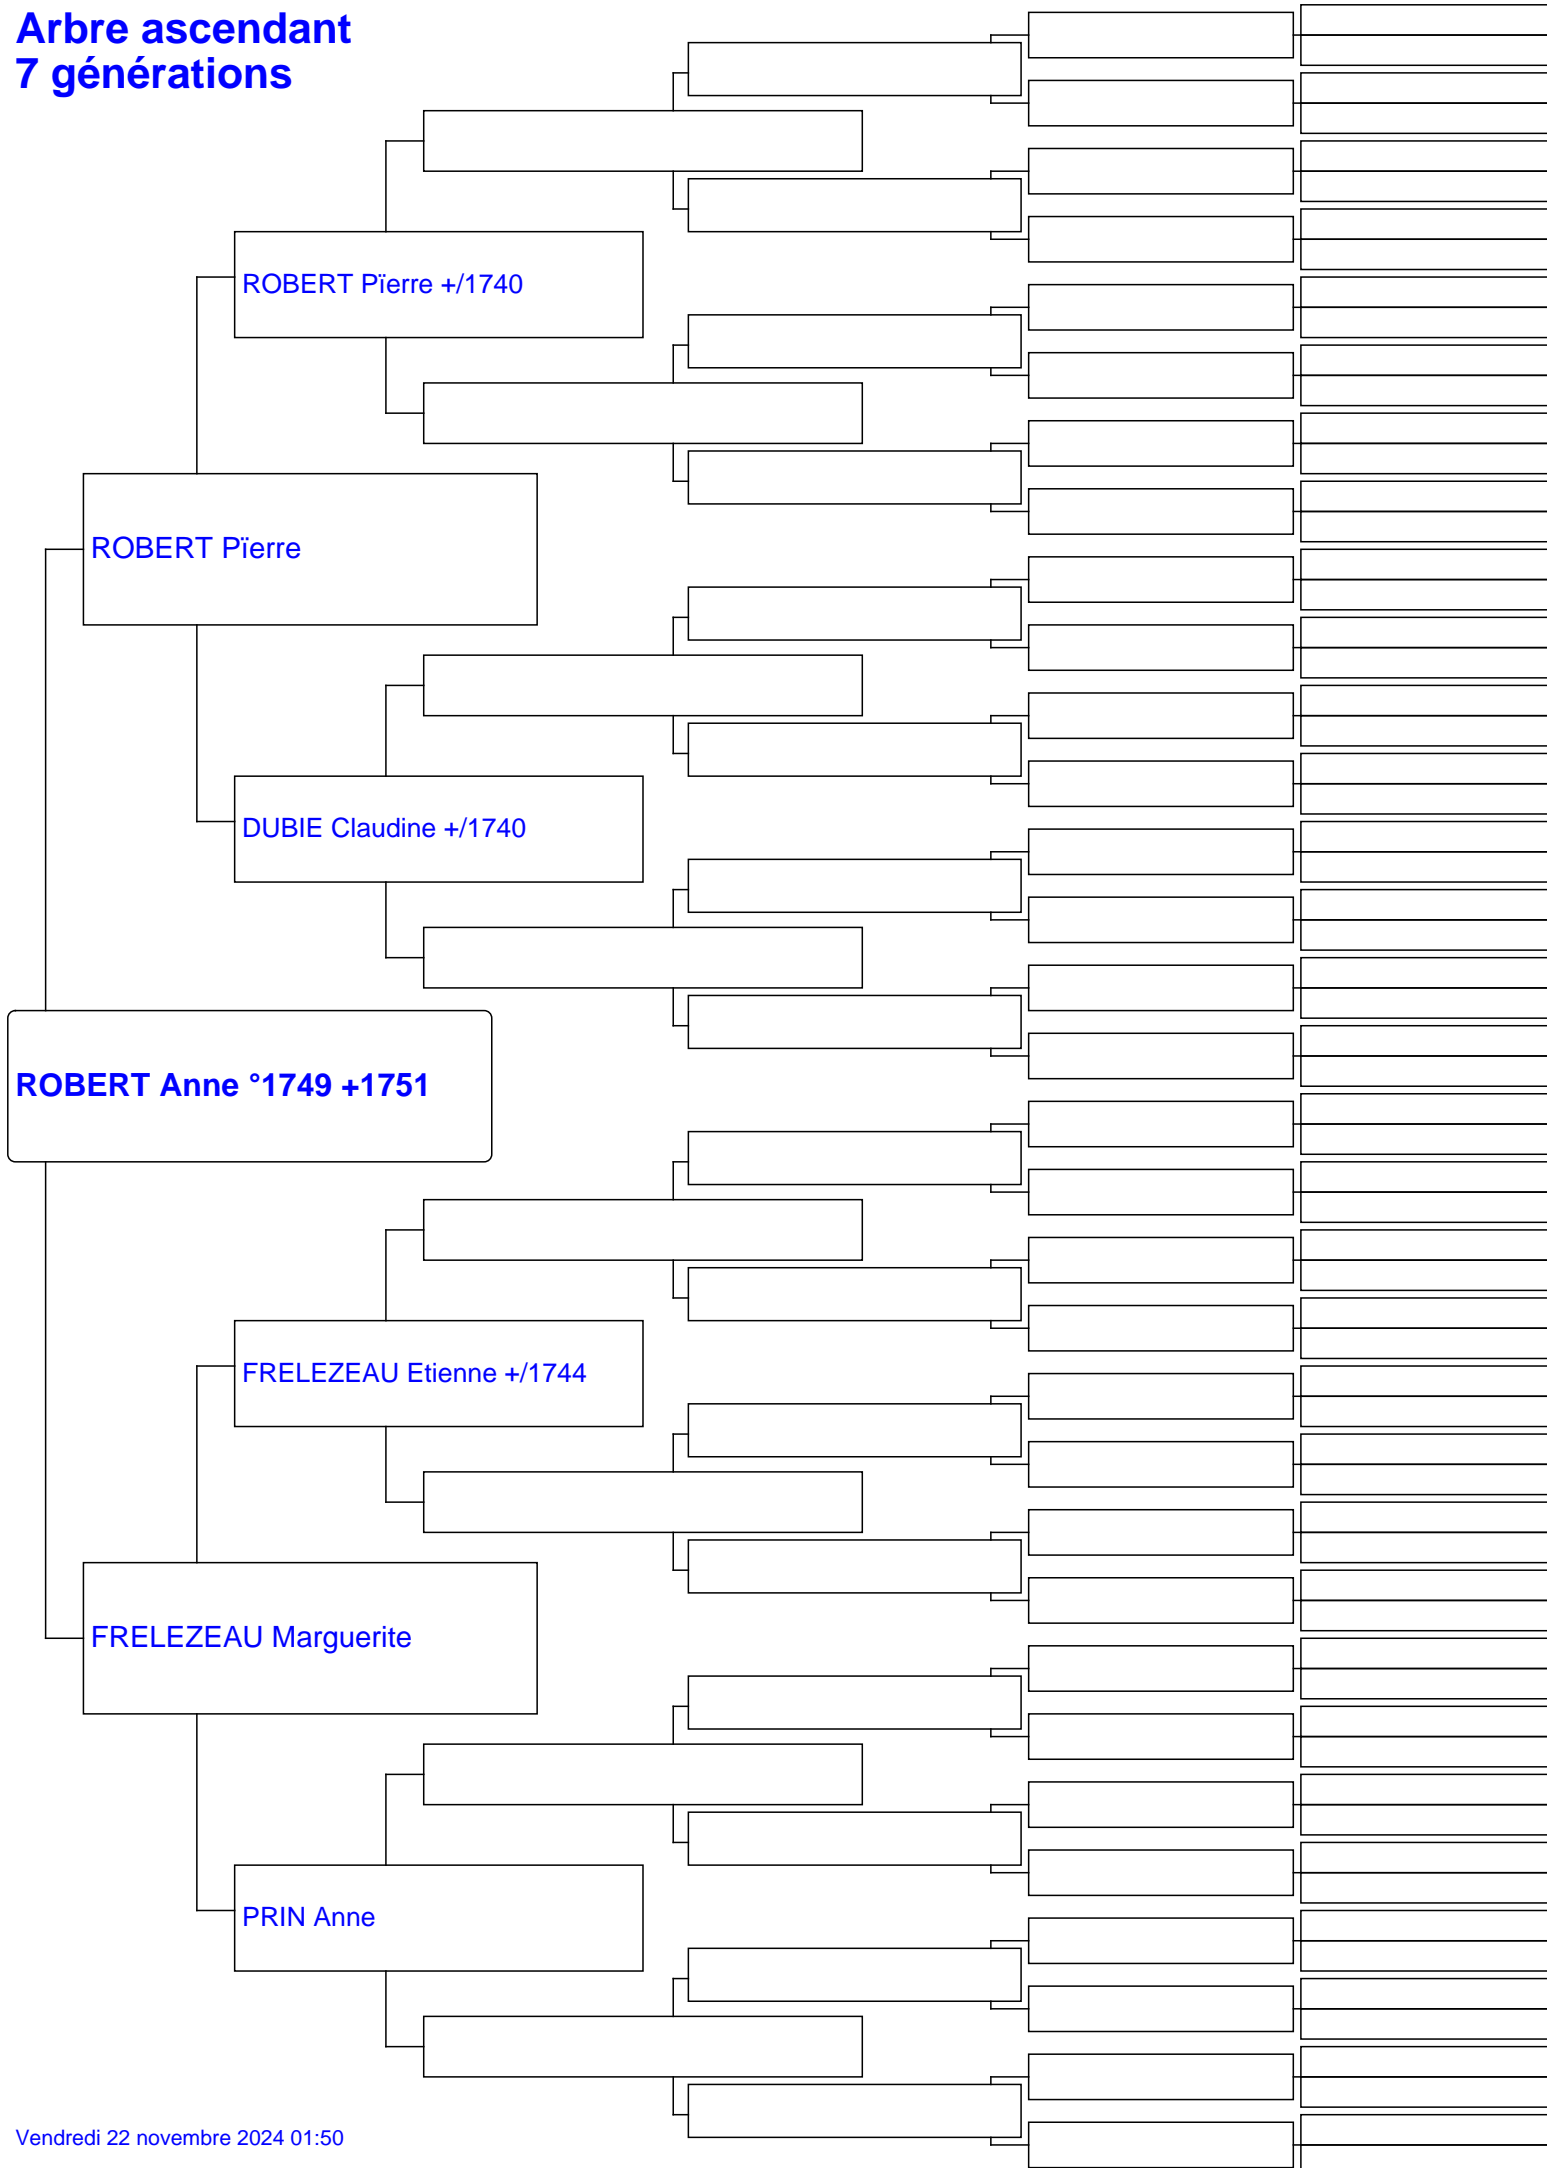 Arbre ascendant
7 générations
ROBERT Pïerre +/1740
ROBERT Pïerre
DUBIE Claudine +/1740
ROBERT Anne °1749 +1751
FRELEZEAU Etienne +/1744
FRELEZEAU Marguerite
PRIN Anne
Vendredi 22 novembre 2024 01:50